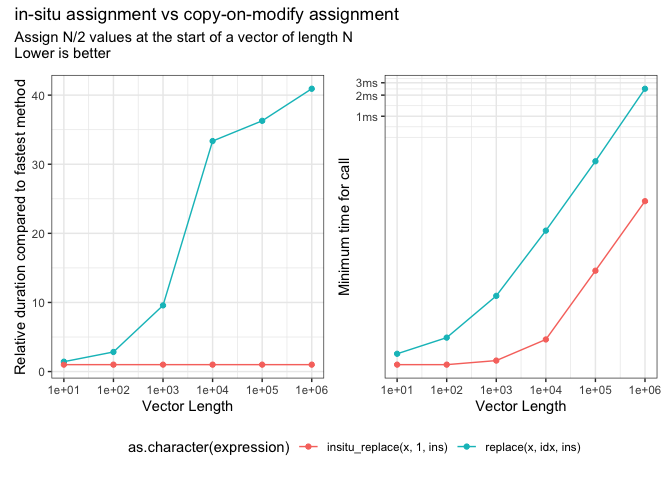 in-situ assignment vs copy-on-modify assignment
Assign N/2 values at the start of a vector of length N
Lower is better
Relative duration compared to fastest method
40
30
20
10
0
1e+01 1e+02 1e+03 1e+04 1e+05 1e+06
Vector Length
Minimum time for call
3ms
2ms
1ms
1e+01 1e+02 1e+03 1e+04 1e+05 1e+06
Vector Length
as.character(expression) insitu_replace(x, 1, ins) replace(x, idx, ins)